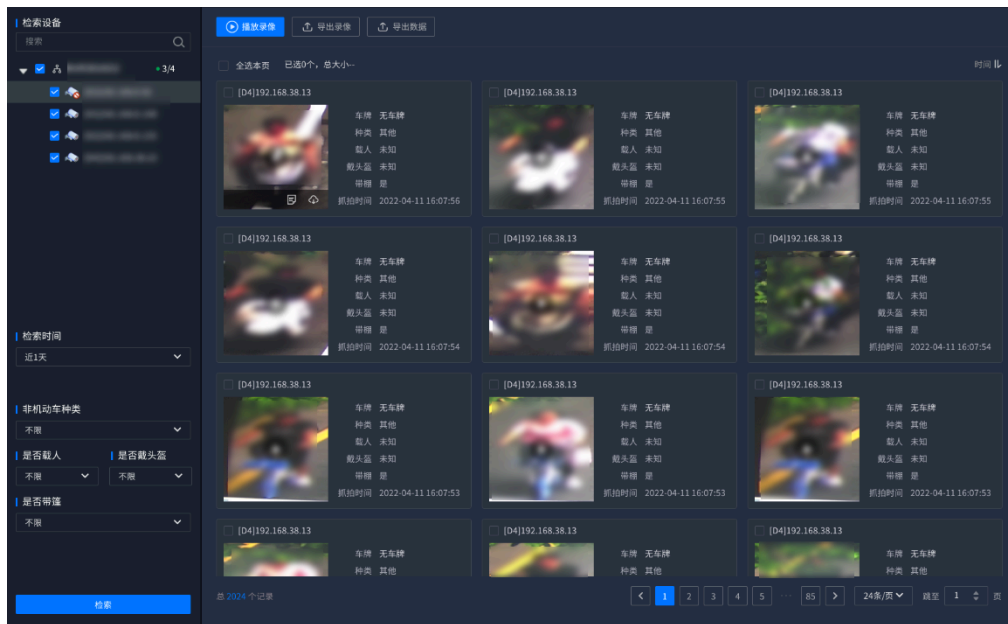 检索设备
搜索
3/4
检索时间
近1天
非机动车种类
不限
是否载人 是否戴头盔
不限 不限
是否带篷
不限
检索
播放录像 导出录像 导出数据
全选本页 已选0个，总大小-- 时间
[D4]192.168.38.13 [D4]192.168.38.13 [D4]192.168.38.13
车牌 无车牌 车牌 无车牌 车牌 无车牌
种类 其他 种类 其他 种类 其他
载人 未知 载人 未知 载人 未知
戴头盔 未知 戴头盔 未知 戴头盔 未知
带棚 是 带棚 是 带棚 是
抓拍时间 2022-04-11 16:07:56 抓拍时间 2022-04-11 16:07:55 抓拍时间 2022-04-11 16:07:55
[D4]192.168.38.13 [D4]192.168.38.13 [D4]192.168.38.13
车牌 无车牌 车牌 无车牌 车牌 无车牌
种类 其他 种类 其他 种类 其他
载人 未知 载人 未知 载人 未知
戴头盔 未知 戴头盔 未知 戴头盔 未知
带棚 是 带棚 是 带棚 是
抓拍时间 2022-04-11 16:07:54 抓拍时间 2022-04-11 16:07:54 抓拍时间 2022-04-11 16:07:54
[D4]192.168.38.13 [D4]192.168.38.13 [D4]192.168.38.13
车牌 无车牌 车牌 无车牌 车牌 无车牌
种类 其他 种类 其他 种类 其他
载人 未知 载人 未知 载人 未知
戴头盔 未知 戴头盔 未知 戴头盔 未知
带棚 是 带棚 是 带棚 是
抓拍时间 2022-04-11 16:07:53 抓拍时间 2022-04-11 16:07:53 抓拍时间 2022-04-11 16:07:53
[D4]192.168.38.13 [D4]192.168.38.13 [D4]192.168.38.13
车牌 无车牌 车牌 无车牌 车牌 无车牌
种类 其他 种类 其他 种类 其他
总 2024 个记录 1 2 3 4 5 ··· 85 24条/页 跳至 1 页